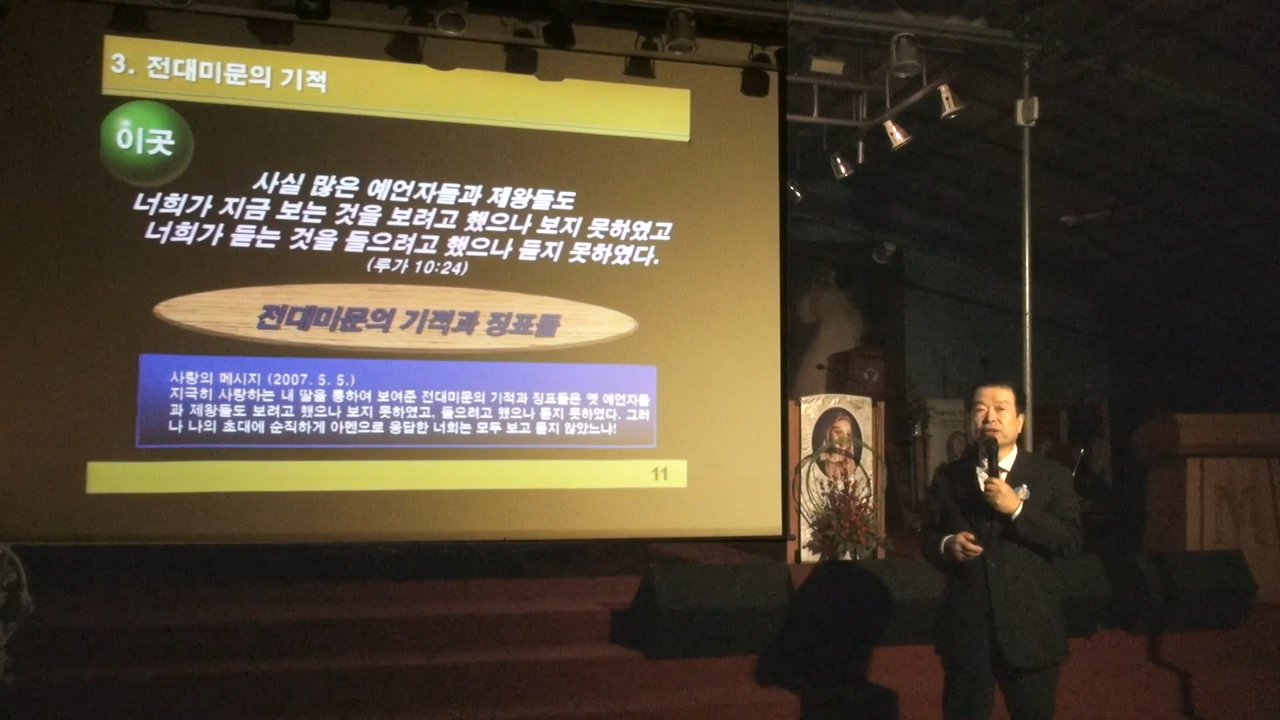 3. 전대미문의 기적
이곳
사실 많은 예언자들과 제왕들도
너희가 지금 보는 것을 보려고 했으나 보지 못하였고
너희가 듣는 것을 들으려고 했으나 듣지 못하였다.
(루가 10:24)
전대미문의 기적과 징표들
사랑의 메시지 (2007. 5. 5.)
지극히 사랑하는 내 딸을 통하여 보여준 전대미문의 기적과 징표들은 옛 예언자들
과 제왕들도 보려고 했으나 보지 못하였고, 들으려고 했으나 듣지 못하였다. 그러
나 나의 초대에 순직하게 아멘으로 응답한 너희는 모두 보고 듣지 않았느냐!
11